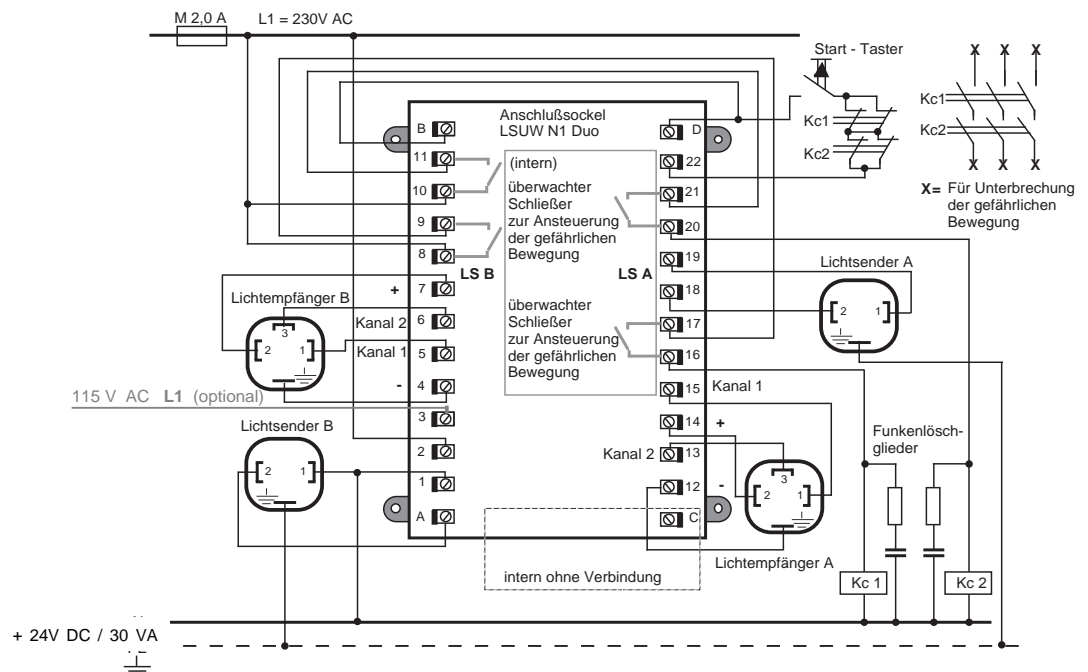 M 2,0 A
L1 = 230V AC
Start - Taster
X X X
Kc1
Kc2
X X X
X= Für Unterbrechung
der gefährlichen
Bewegung
Kc1
Kc2
Anschlußsockel
LSUW N1 Duo
B
11
10
9
8
7
6
5
4
3
2
1
A
D
22
21
20
19
18
17
16
15
14
13
12
C
(intern)
überwachter
Schließer
zur Ansteuerung
der gefährlichen
Bewegung
LS B
LS A
überwachter
Schließer
zur Ansteuerung
der gefährlichen
Bewegung
+
Kanal 2
Kanal 1
-
Lichtempfänger B
3
2
1
115 V AC L1 (optional)
Lichtsender B
2
1
Lichtsender A
2
1
Kanal 1
+
Kanal 2
-
3
2
1
Lichtempfänger A
Funkenlösch-
glieder
Kc 1
Kc 2
intern ohne Verbindung
+ 24V DC / 30 VA